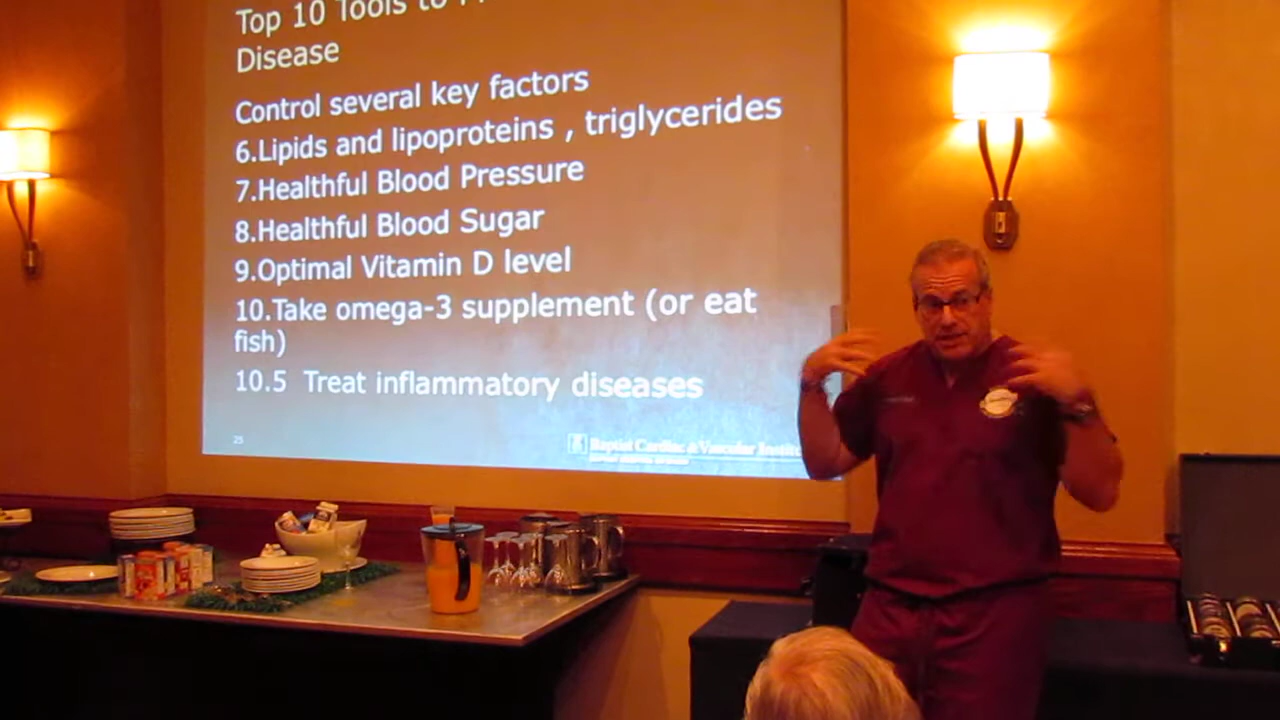 Top 10 Tools to
Disease
Control several key factors
6.Lipids and lipoproteins , triglycerides
7.Healthful Blood Pressure
8.Healthful Blood Sugar
9.Optimal Vitamin D level
10.Take omega-3 supplement (or eat
fish)
10.5 Treat inflammatory diseases
25
Baptist Cardiac & Vascular Institute